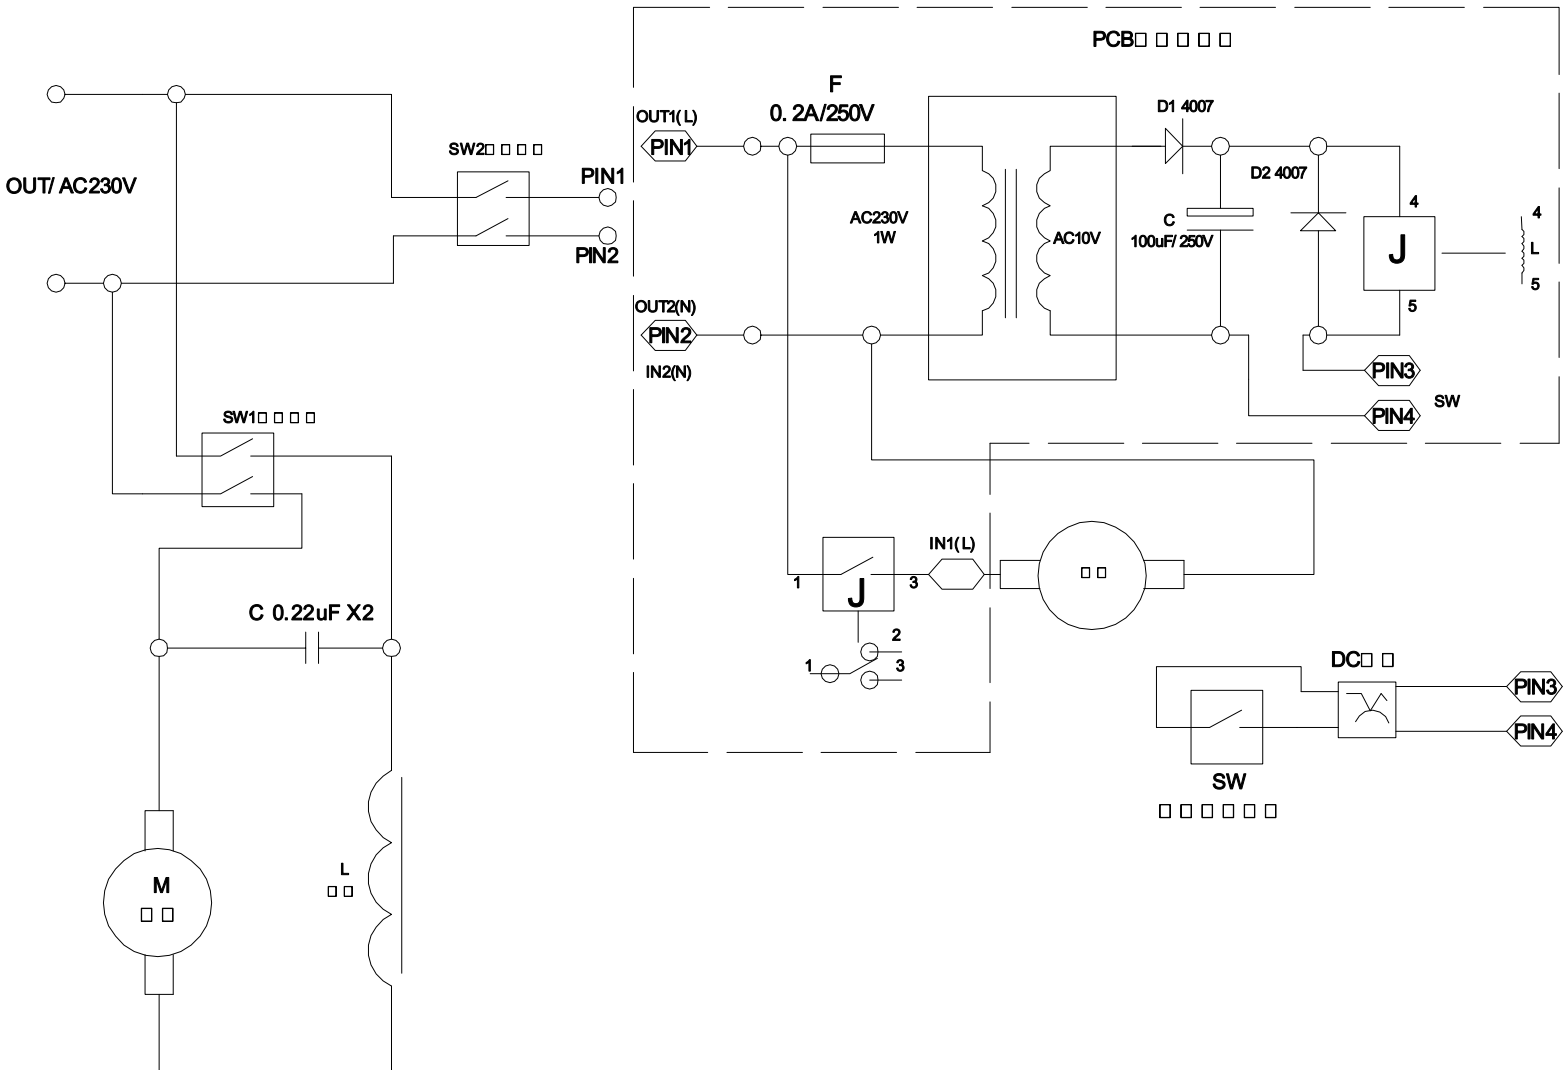 PCB□□□□□
F
0.2A/250V
D1 4007
OUT1(L)
PIN1
SW2□□□□
PIN1
D2 4007
OUT/AC230V
4
AC230V
1W
AC10V
C
100uF/250V
J
4
L
5
PIN2
OUT2(N)
5
PIN2
IN2(N)
PIN3
PIN4
SW
SW1□□□□
IN1(L)
□□
1
J
3
C 0.22uF X2
2
1
3
DC□□
PIN3
PIN4
SW
□□□□□□
L
□□
M
□□